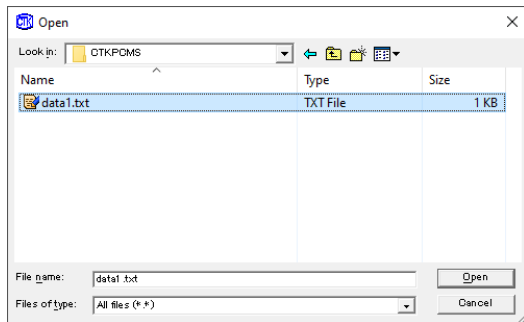 CTK Open
Look in: CTKPCMS
Name Type Size
data1.txt TXT File 1 KB
File name: data1.txt Open
Files of type: All files (*.*) Cancel